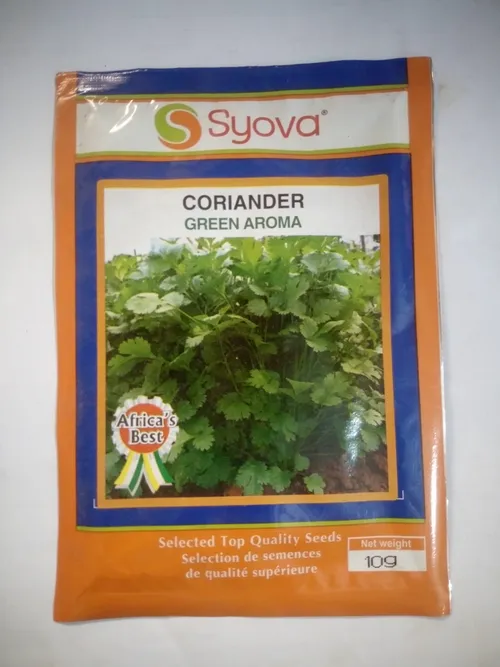 Syova®
CORIANDER
GREEN AROMA
Africa's
Best
Selected Top Quality Seeds
Selection de semences
de qualité supérieure
Net weight
10g